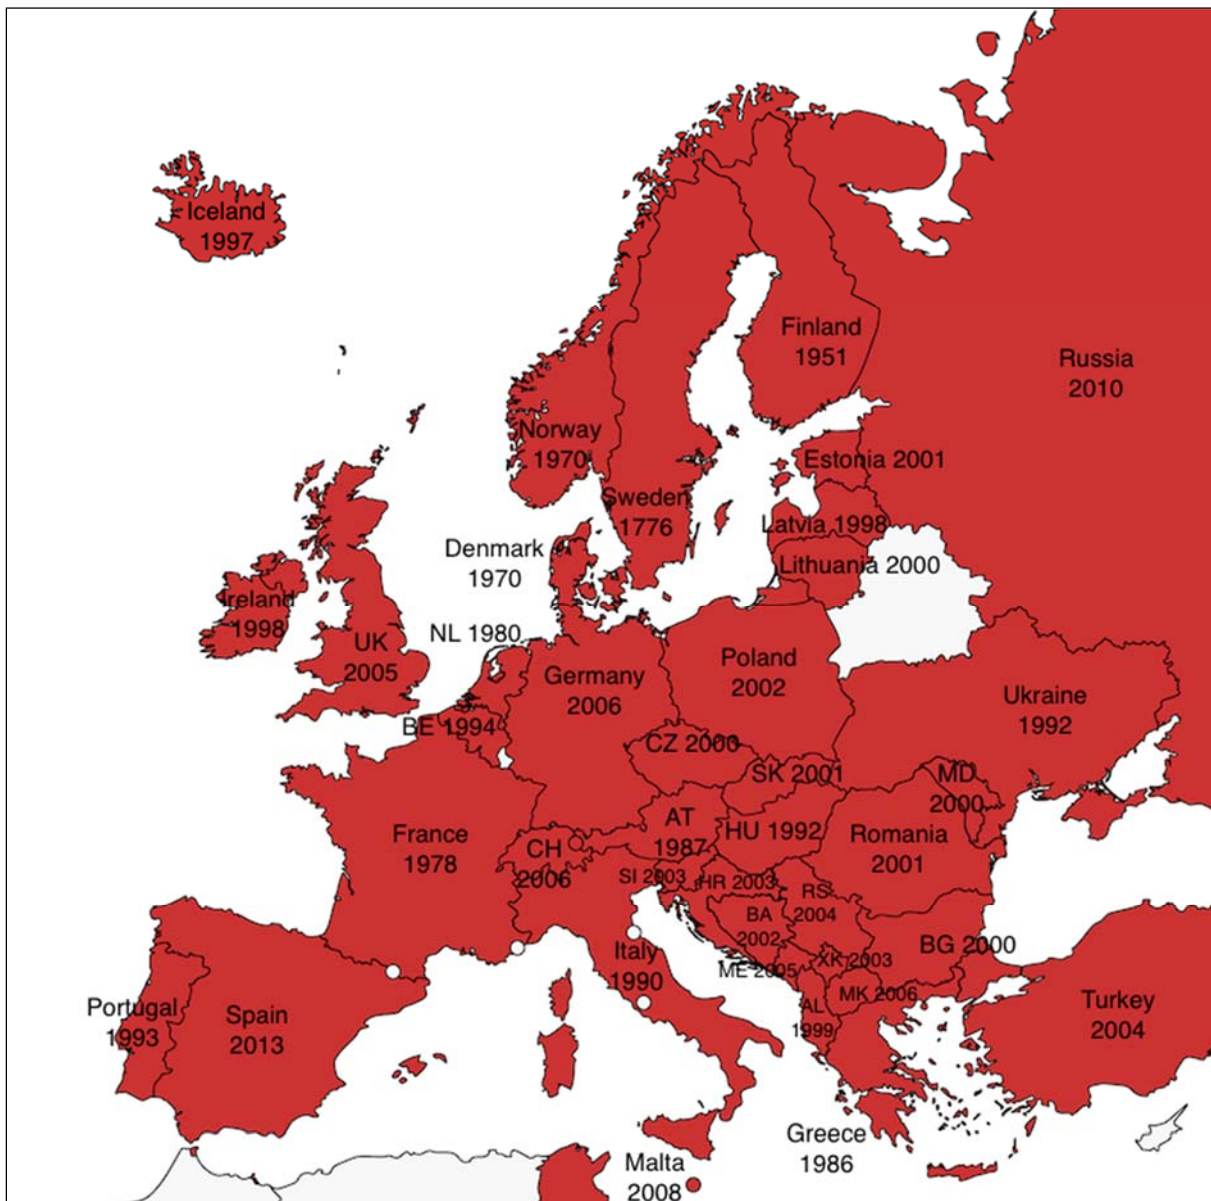 Iceland
1997
Finland
1951
Russia
2010
Norway
1970
Estonia 2001
Sweden
1776
Latvia 1998
Denmark
1970
Lithuania 2000
Ireland
1998
NL 1980
UK
2005
Poland
2002
Germany
2006
Ukraine
1992
BE 1994
CZ 2000
SK 2001
MD
2000
AT
1987
HU 1992
France
1978
Romania
2001
CH
2006
SI 2003
HR 2003
RS
2004
BA
2002
Italy
1990
BG 2000
XK 2003
ME 2005
MK 2006
AL
1999
Portugal
1993
Spain
2013
Turkey
2004
Greece
1986
Malta
2008